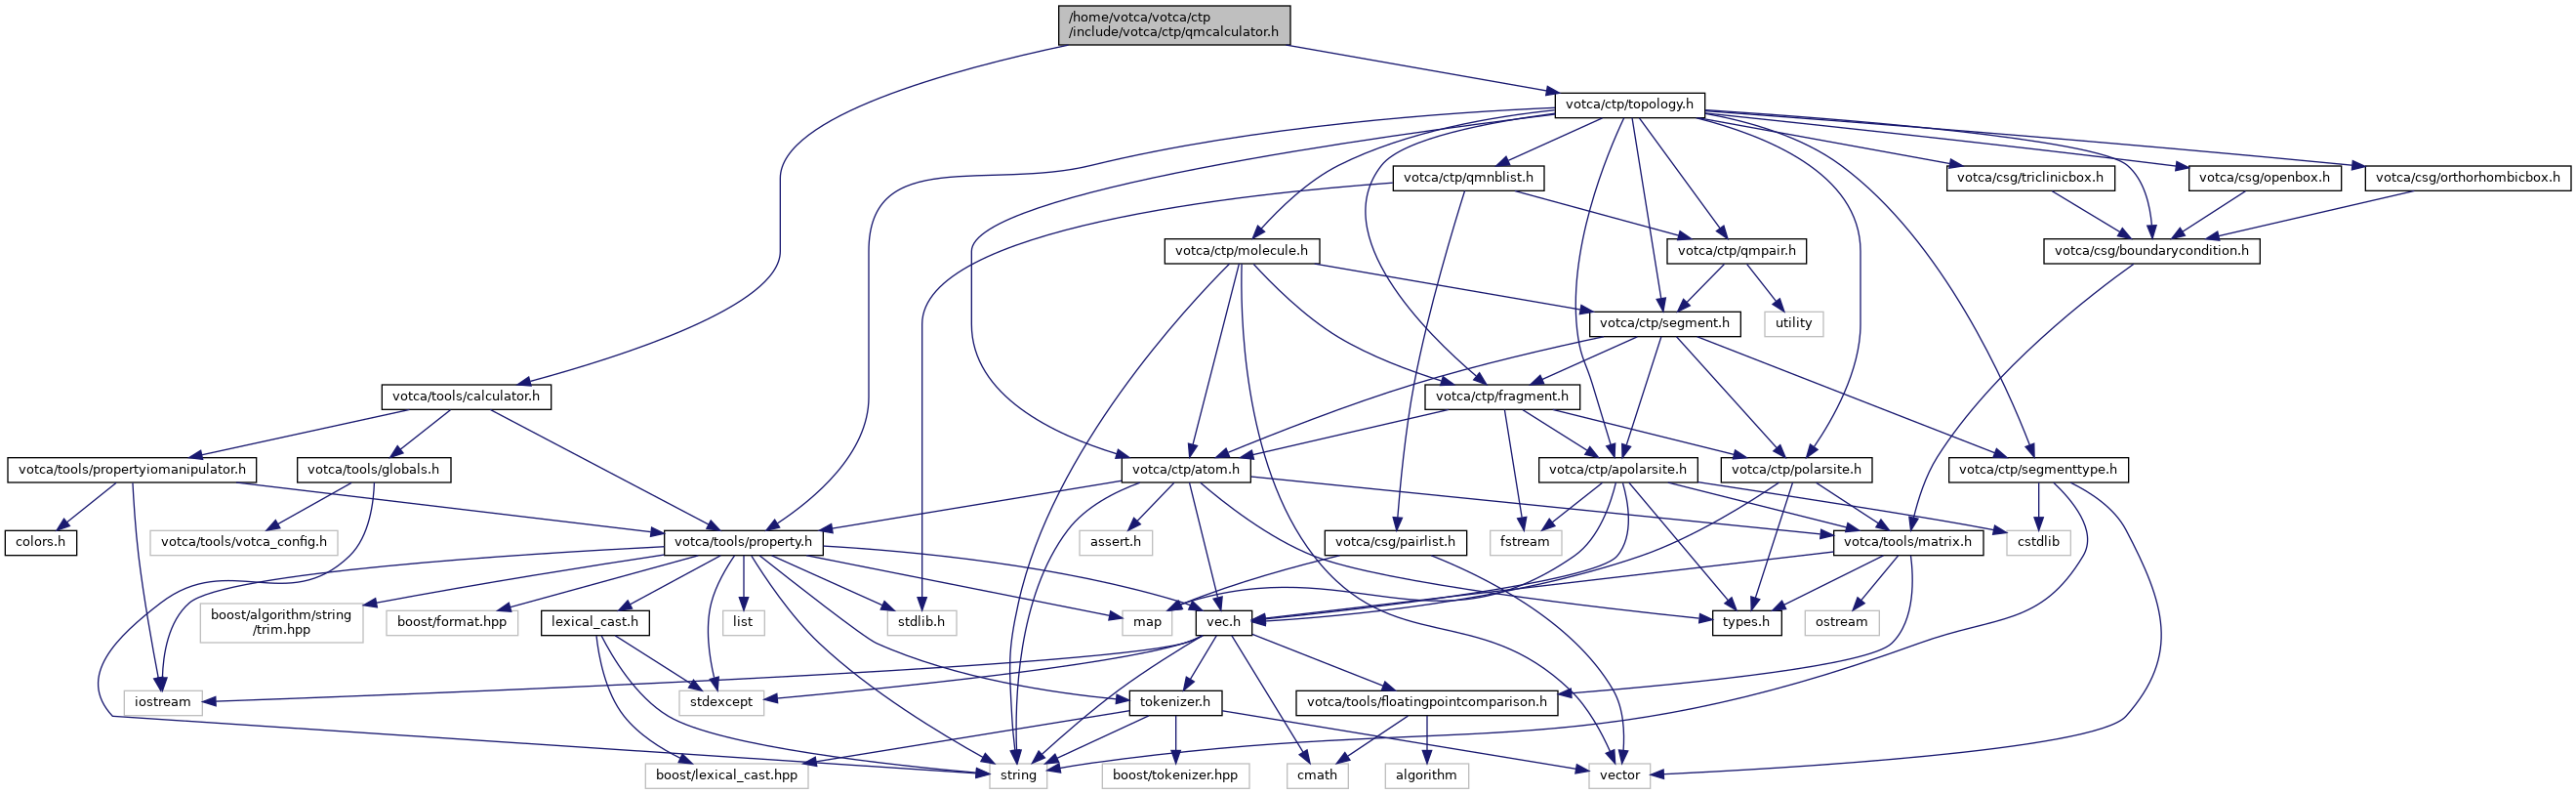 /home/votca/votca/ctp
/include/votca/ctp/qmcalculator.h
votca/ctp/topology.h
votca/ctp/qmnblist.h
votca/csg/triclinicbox.h
votca/csg/openbox.h
votca/csg/orthorhombicbox.h
votca/ctp/molecule.h
votca/ctp/qmpair.h
votca/csg/boundarycondition.h
votca/ctp/segment.h
utility
votca/tools/calculator.h
votca/ctp/fragment.h
votca/tools/propertyiomanipulator.h
votca/tools/globals.h
votca/ctp/atom.h
votca/ctp/apolarsite.h
votca/ctp/polarsite.h
votca/ctp/segmenttype.h
colors.h
votca/tools/votca_config.h
votca/tools/property.h
assert.h
votca/csg/pairlist.h
fstream
votca/tools/matrix.h
cstdlib
boost/algorithm/string
/trim.hpp
boost/format.hpp
lexical_cast.h
list
stdlib.h
map
vec.h
types.h
ostream
iostream
stdexcept
tokenizer.h
votca/tools/floatingpointcomparison.h
boost/lexical_cast.hpp
string
boost/tokenizer.hpp
cmath
algorithm
vector